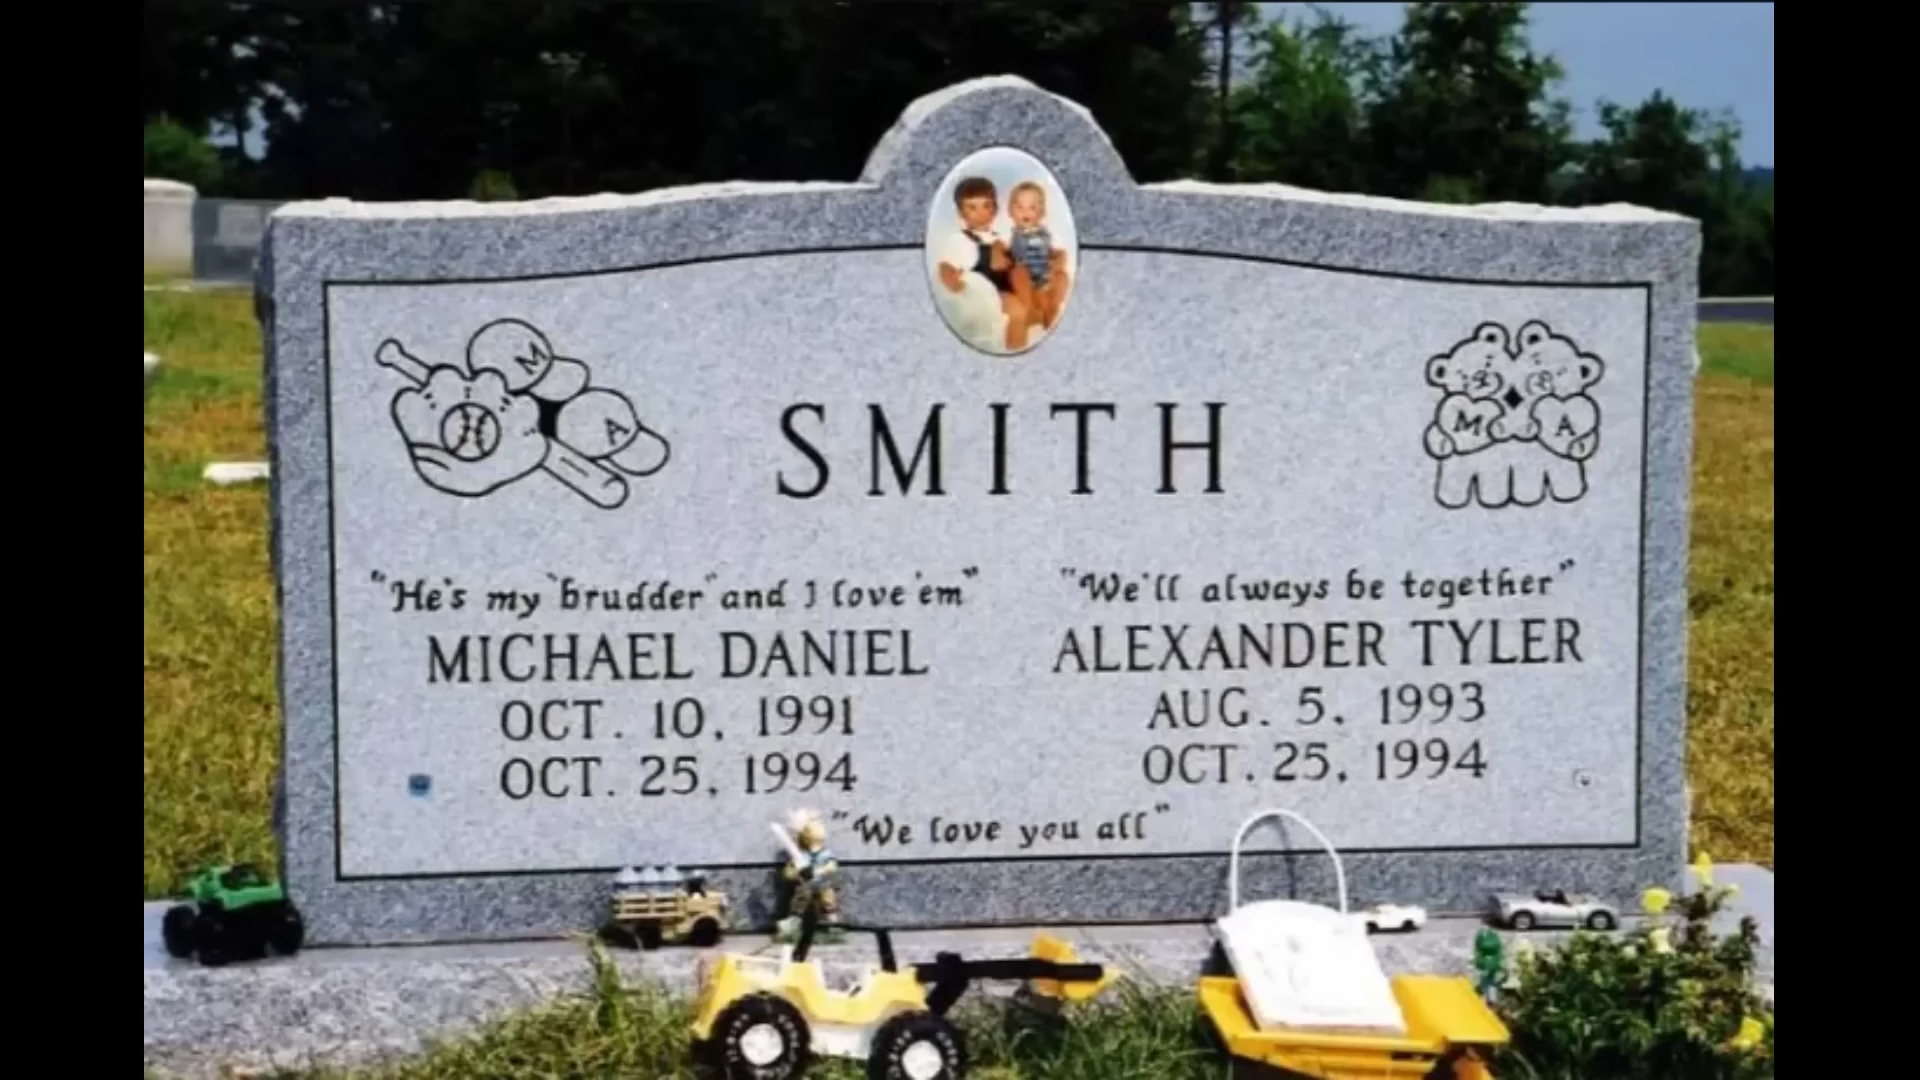 M
A
M A
SMITH
"He's my "brudder" and I love 'em"
MICHAEL DANIEL
OCT. 10, 1991
OCT. 25, 1994
"We'll always be together"
ALEXANDER TYLER
AUG. 5, 1993
OCT. 25, 1994
"We love you all"